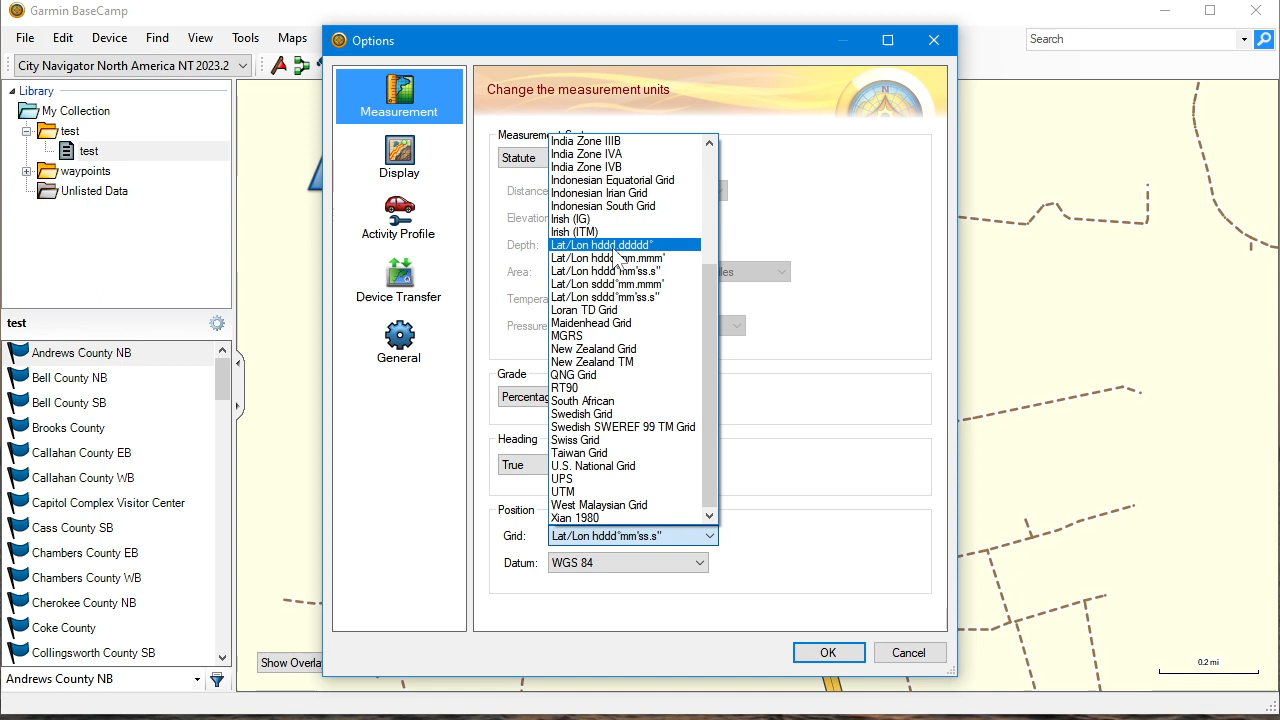 Garmin BaseCamp
File Edit Device Find View Tools Maps
City Navigator North America NT 2023.2
Search
Library
My Collection
test
test
waypoints
Unlisted Data
test
Andrews County NB
Bell County NB
Bell County SB
Brooks County
Callahan County EB
Callahan County WB
Capitol Complex Visitor Center
Cass County SB
Chambers County EB
Chambers County WB
Cherokee County NB
Coke County
Collingsworth County SB
Andrews County NB
Show Overla
Options
Measurement
Display
Activity Profile
Device Transfer
General
Change the measurement units
Statute
Distance
Elevation
Depth:
Area:
Tempera
Pressure
Grade
Percentag
Heading
True
Position
India Zone IIIB
India Zone IVA
India Zone IVB
Indonesian Equatorial Grid
Indonesian Irian Grid
Indonesian South Grid
Irish (IG)
Irish (ITM)
Lat/Lon hddd.ddddd°
Lat/Lon hddd°mm.mmm'
Lat/Lon hddd°mm'ss.s"
Lat/Lon sddd°mm.mmm'
Lat/Lon sddd°mm'ss.s"
Loran TD Grid
Maidenhead Grid
MGRS
New Zealand Grid
New Zealand TM
QNG Grid
RT90
South African
Swedish Grid
Swedish SWEREF 99 TM Grid
Swiss Grid
Taiwan Grid
U.S. National Grid
UPS
UTM
West Malaysian Grid
Xian 1980
Grid: Lat/Lon hddd°mm'ss.s"
Datum: WGS 84
OK Cancel
0.2 mi